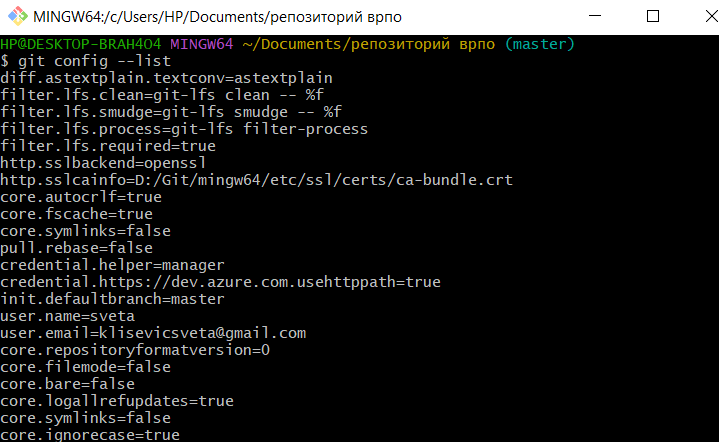 MINGW64:/c/Users/HP/Documents/репозиторий врпо
HP@DESKTOP-BRAH4O4 MINGW64 ~/Documents/репозиторий врпо (master)
$ git config --list
diff.astextplain.textconv=astextplain
filter.lfs.clean=git-lfs clean -- %f
filter.lfs.smudge=git-lfs smudge -- %f
filter.lfs.process=git-lfs filter-process
filter.lfs.required=true
http.sslbackend=openssl
http.sslcainfo=D:/Git/mingw64/etc/ssl/certs/ca-bundle.crt
core.autocrlf=true
core.fscache=true
core.symlinks=false
pull.rebase=false
credential.helper=manager
credential.https://dev.azure.com.usehttppath=true
init.defaultbranch=master
user.name=sveta
user.email=klisevicsveta@gmail.com
core.repositoryformatversion=0
core.filemode=false
core.bare=false
core.logallrefupdates=true
core.symlinks=false
core.ignorecase=true